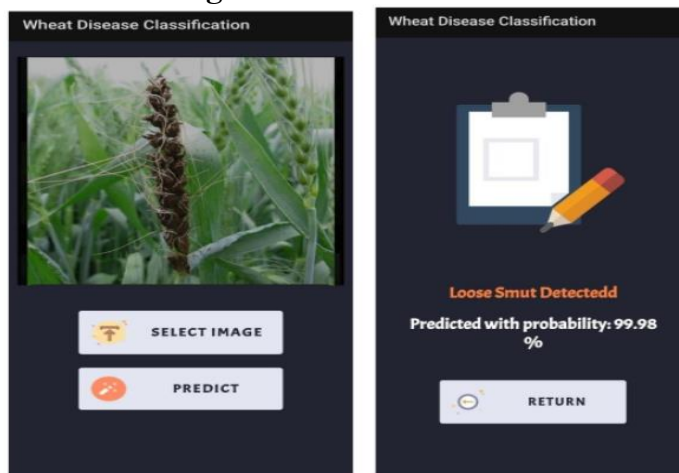 Wheat Disease Classification
SELECT IMAGE
PREDICT
Wheat Disease Classification
Loose Smut Detectedd
Predicted with probability: 99.98
%
RETURN